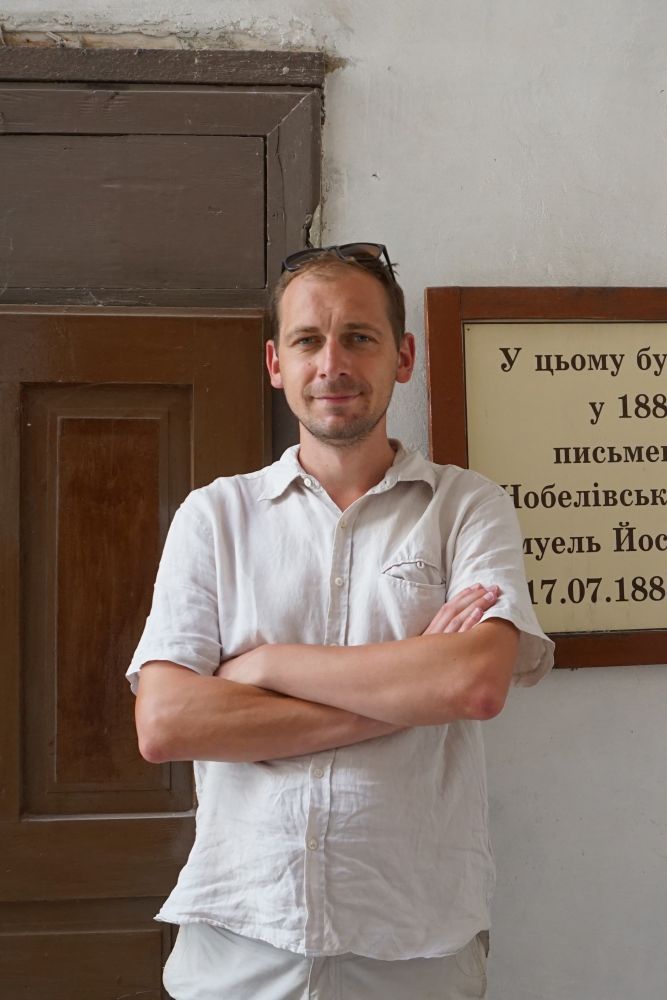 У цьому бу
у 188
письмен
Нобелівськ
муель Йос
17.07.188